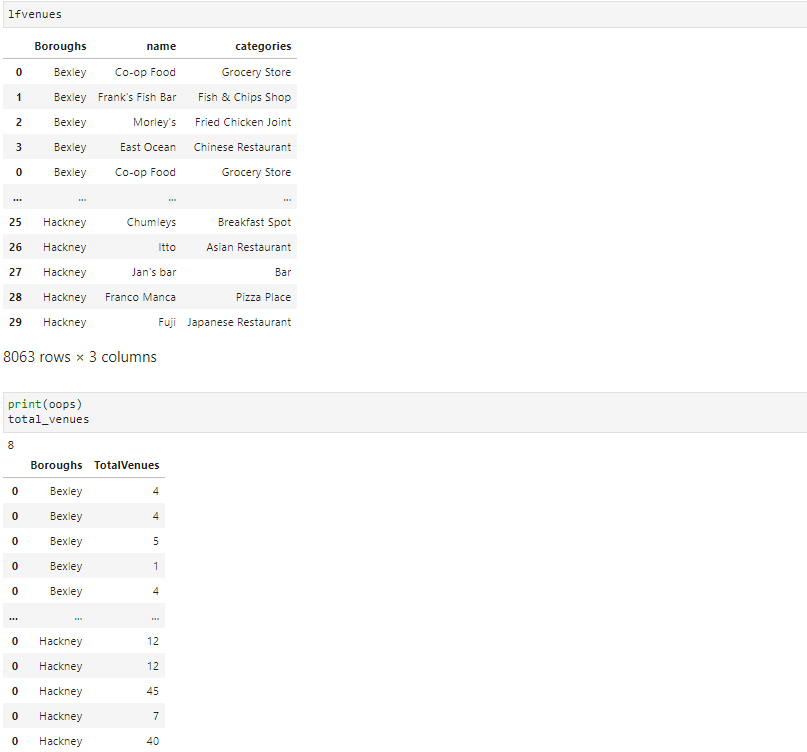 lfvenues
Boroughs name categories
0 Bexley Co-op Food Grocery Store
1 Bexley Frank's Fish Bar Fish & Chips Shop
2 Bexley Morley's Fried Chicken Joint
3 Bexley East Ocean Chinese Restaurant
0 Bexley Co-op Food Grocery Store
... ... ... ...
25 Hackney Chumleys Breakfast Spot
26 Hackney Itto Asian Restaurant
27 Hackney Jan's bar Bar
28 Hackney Franco Manca Pizza Place
29 Hackney Fuji Japanese Restaurant
8063 rows × 3 columns
print(oops)
total_venues
8
Boroughs TotalVenues
0 Bexley 4
0 Bexley 4
0 Bexley 5
0 Bexley 1
0 Bexley 4
... ... ...
0 Hackney 12
0 Hackney 12
0 Hackney 45
0 Hackney 7
0 Hackney 40